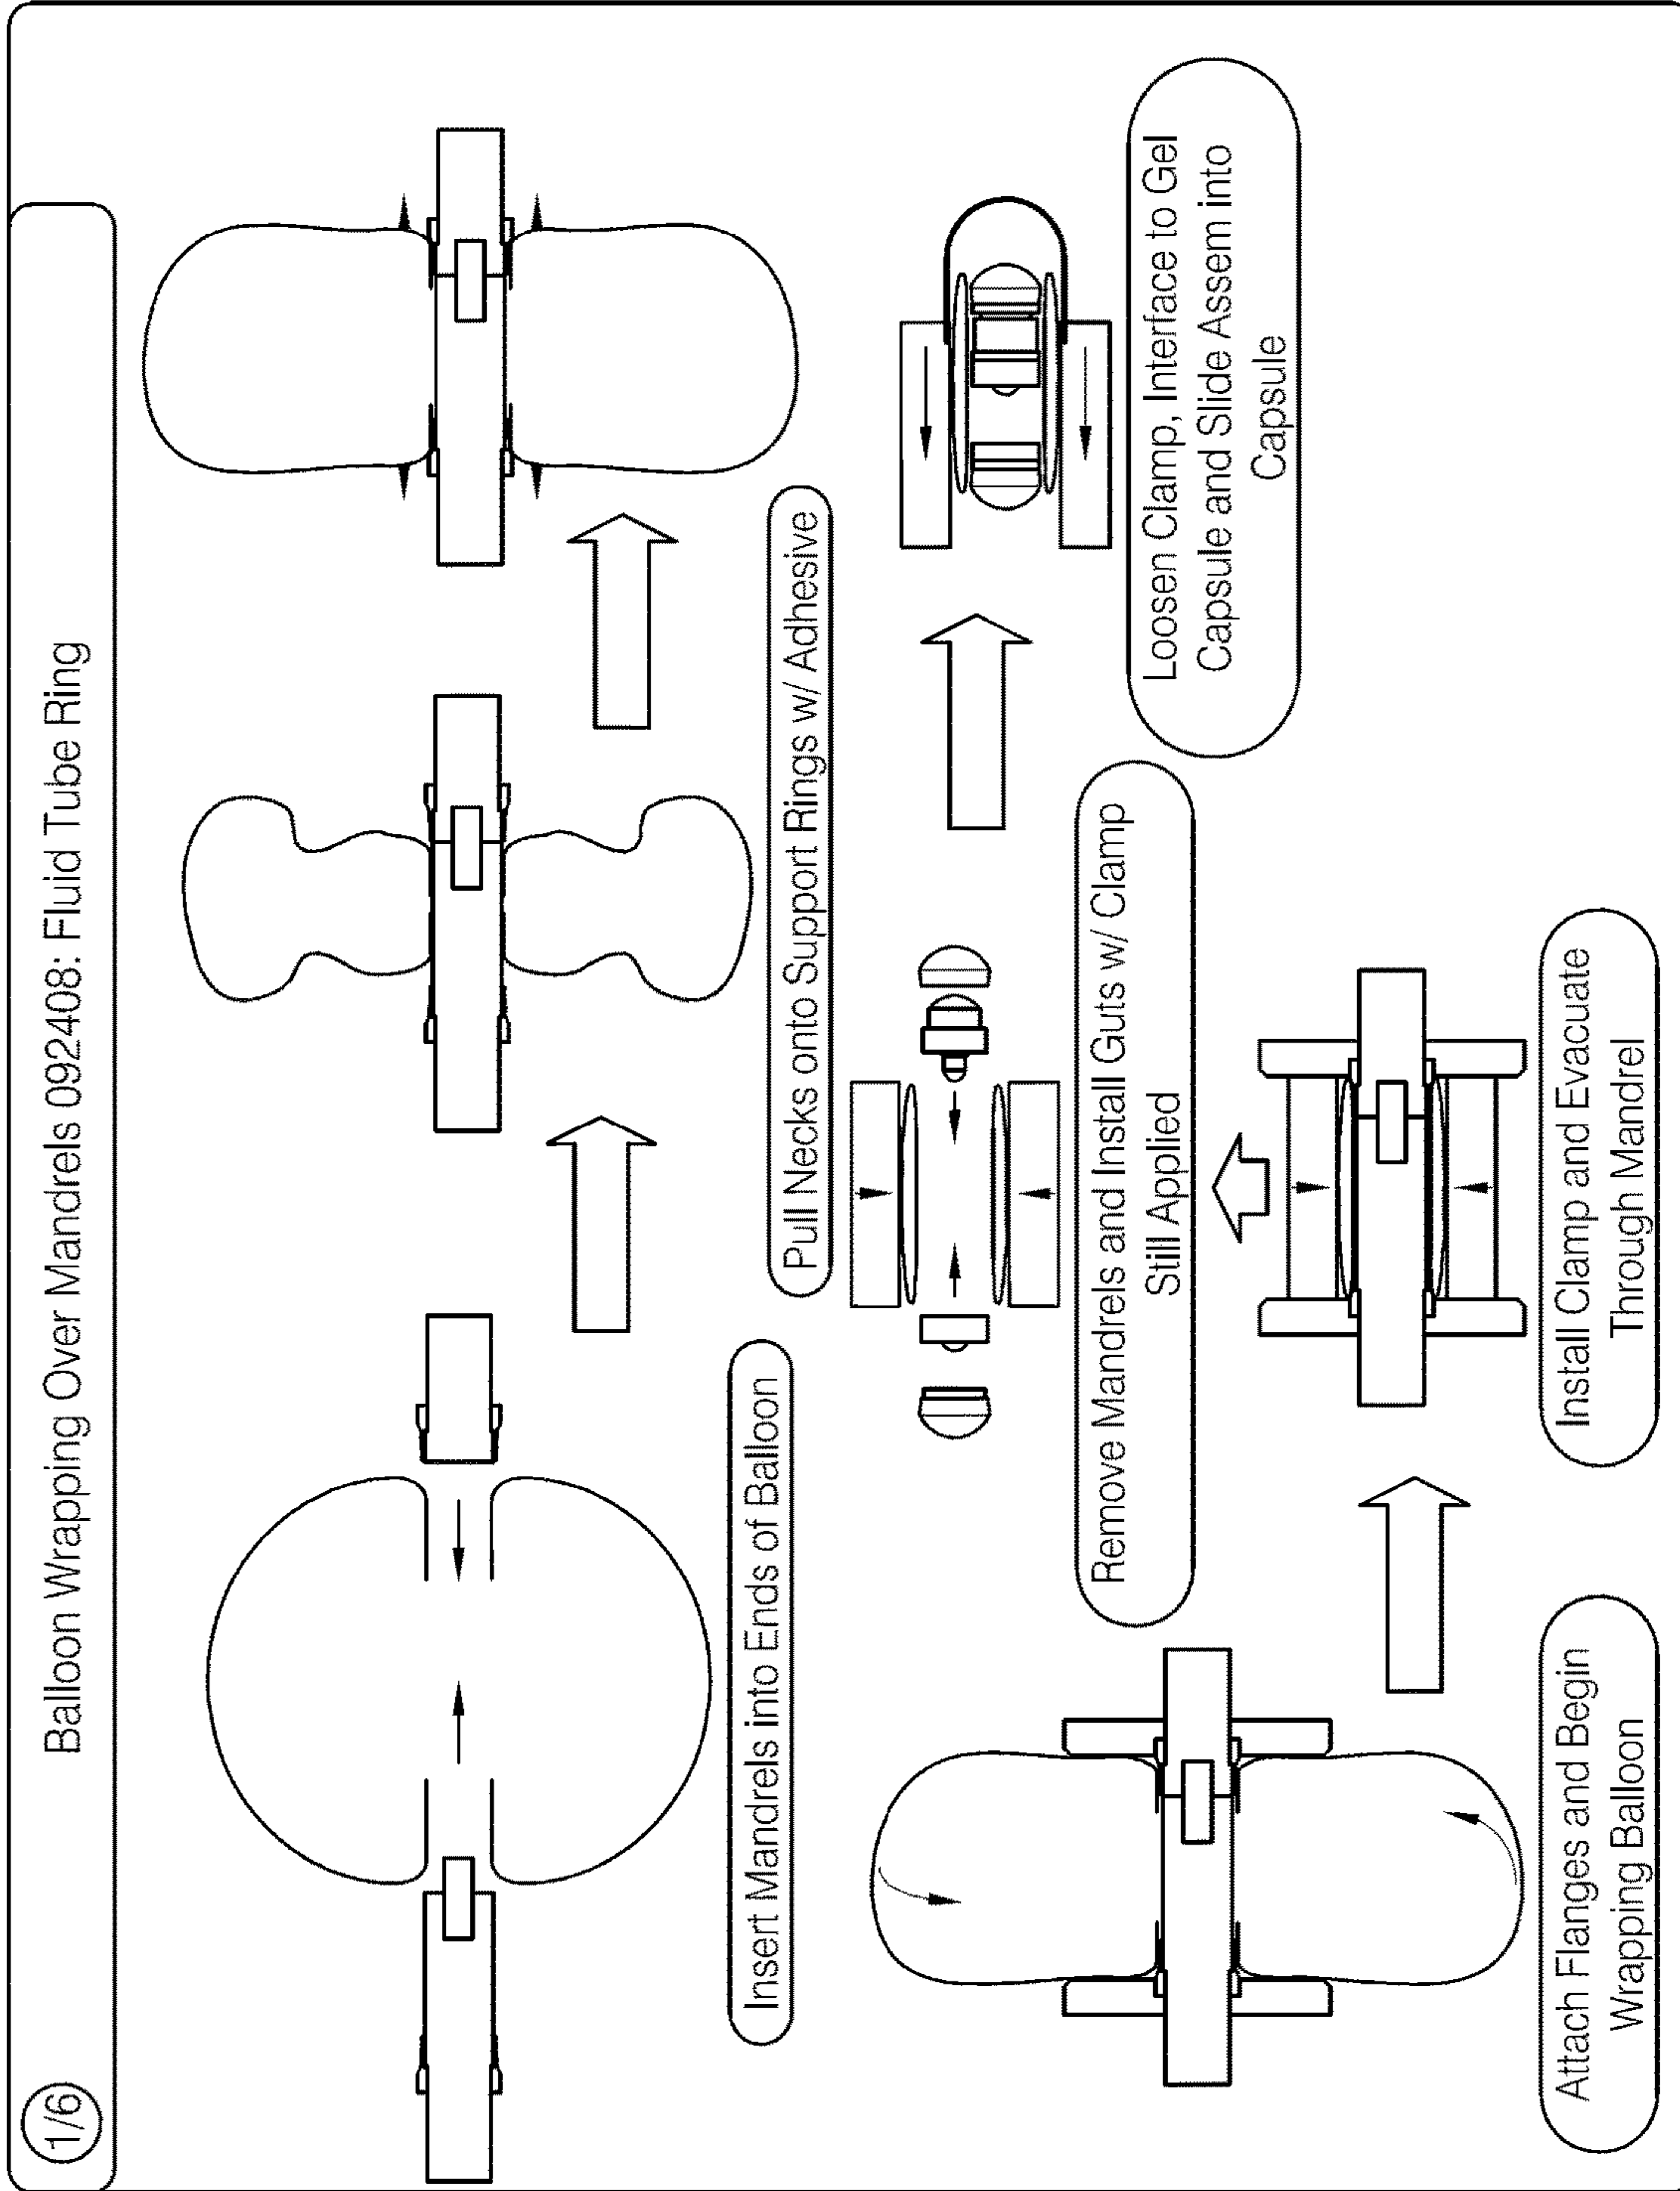 1/6
Balloon Wrapping Over Mandrels 092408: Fluid Tube Ring
Insert Mandrels into Ends of Balloon
Pull Necks onto Support Rings w/ Adhesive
Attach Flanges and Begin
Wrapping Balloon
Install Clamp and Evacuate
Through Mandrel
Remove Mandrels and Install Guts w/ Clamp
Still Applied
Loosen Clamp, Interface to Gel
Capsule and Slide Assem into
Capsule